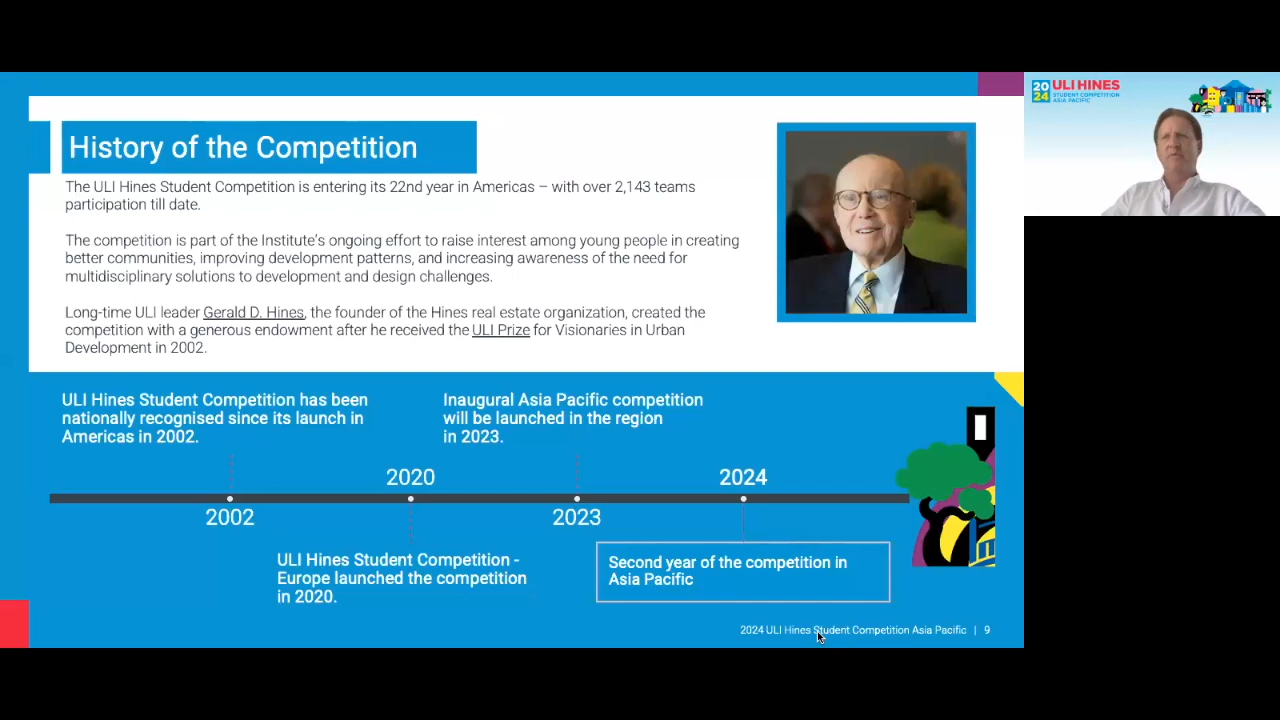 History of the Competition
The ULI Hines Student Competition is entering its 22nd year in Americas – with over 2,143 teams
participation till date.
The competition is part of the Institute's ongoing effort to raise interest among young people in creating
better communities, improving development patterns, and increasing awareness of the need for
multidisciplinary solutions to development and design challenges.
Long-time ULI leader Gerald D. Hines, the founder of the Hines real estate organization, created the
competition with a generous endowment after he received the ULI Prize for Visionaries in Urban
Development in 2002.
ULI Hines Student Competition has been
nationally recognised since its launch in
Americas in 2002.
Inaugural Asia Pacific competition
will be launched in the region
in 2023.
2020
2024
2002
2023
ULI Hines Student Competition -
Europe launched the competition
in 2020.
Second year of the competition in
Asia Pacific
2024 ULI Hines Student Competition Asia Pacific | 9
2024 ULI HINES
STUDENT COMPETITION
ASIA PACIFIC